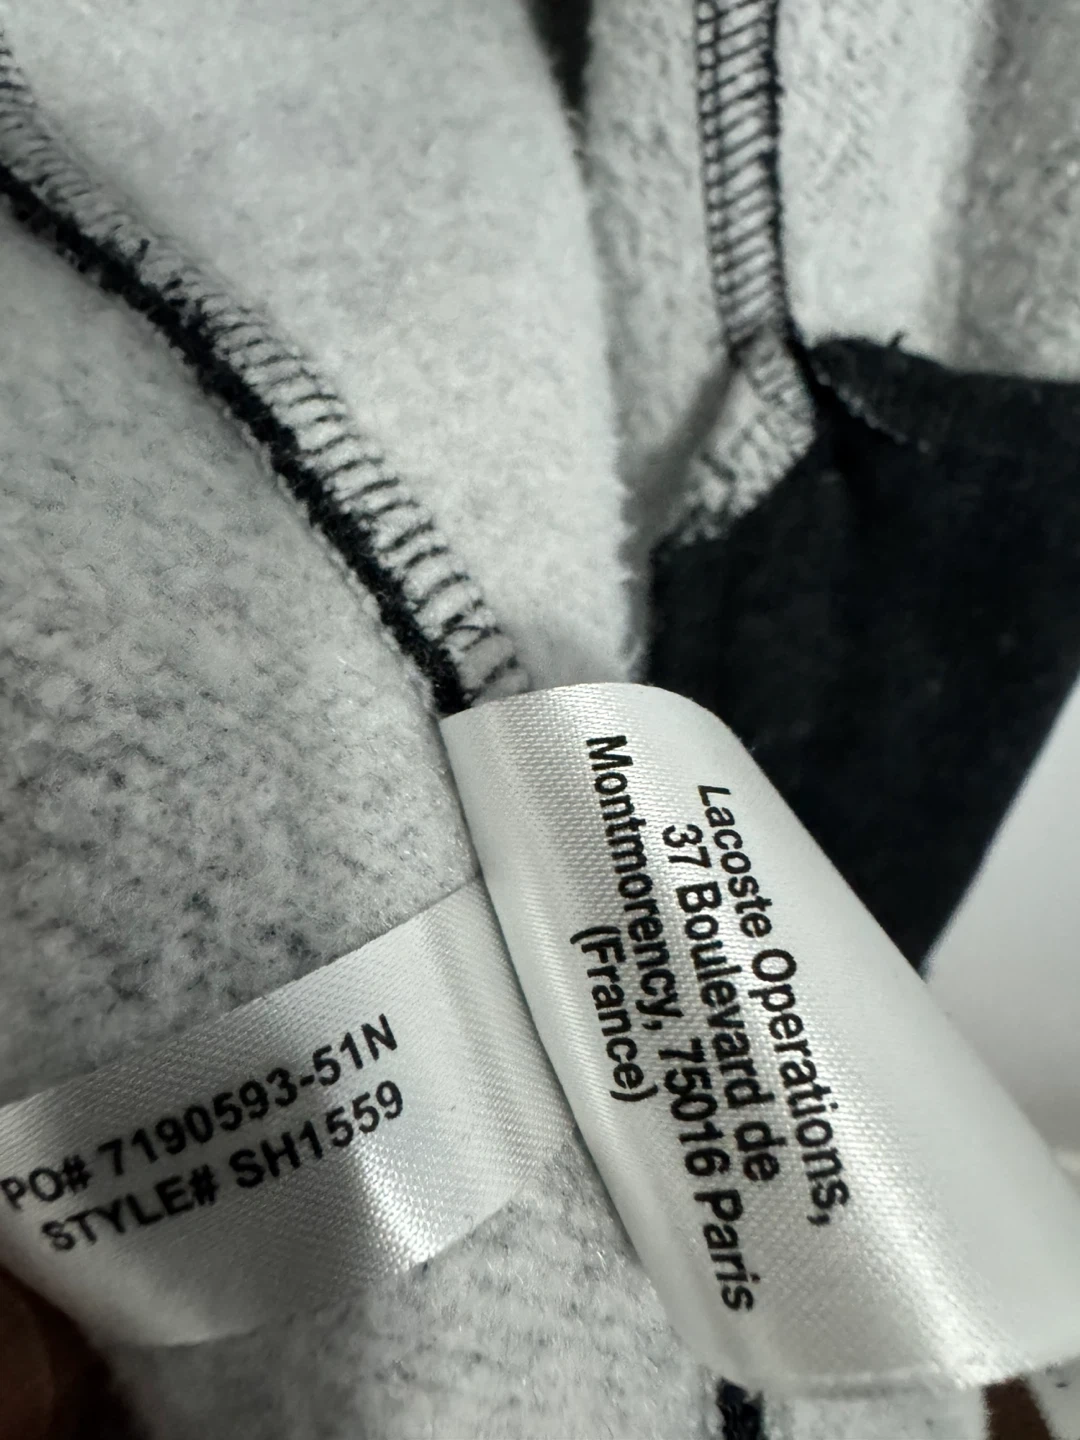 Lacoste Operations,
37 Boulevard de
Montmorency, 75016 Paris
(France)
PO# 7190593-51N
STYLE# SH1559